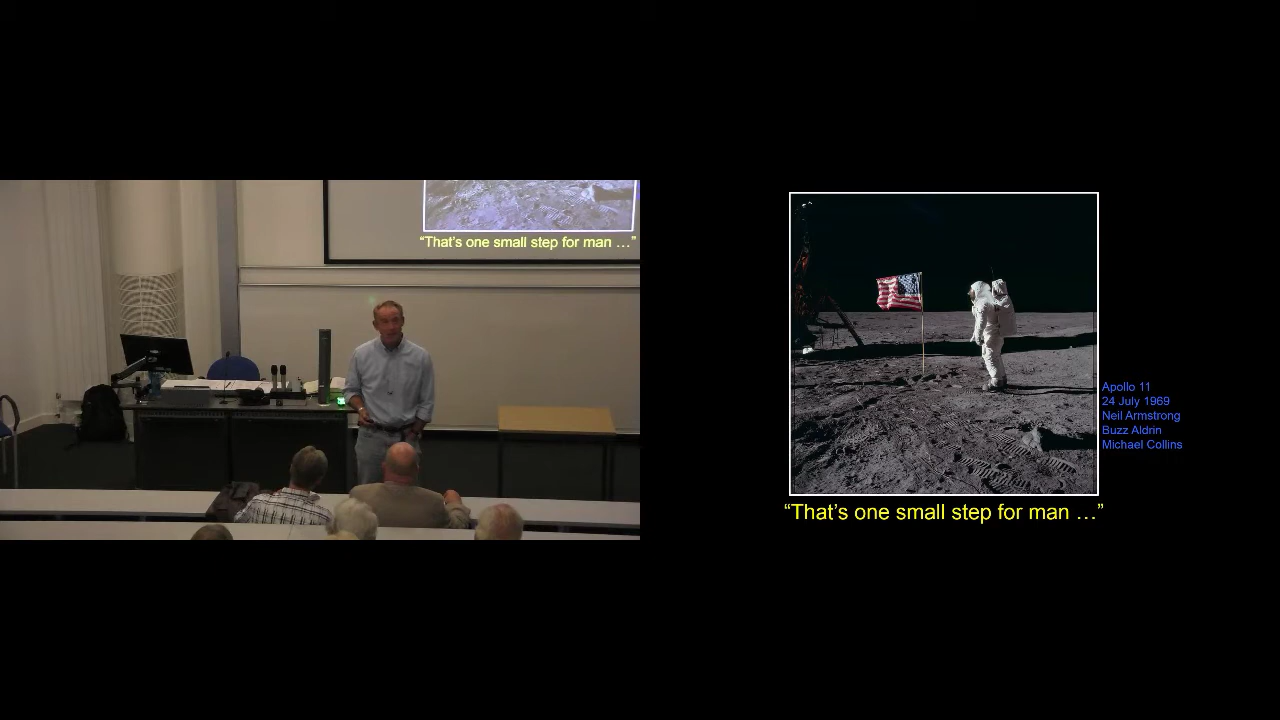 “That’s one small step for man …”
Apollo 11
24 July 1969
Neil Armstrong
Buzz Aldrin
Michael Collins
“That’s one small step for man …”